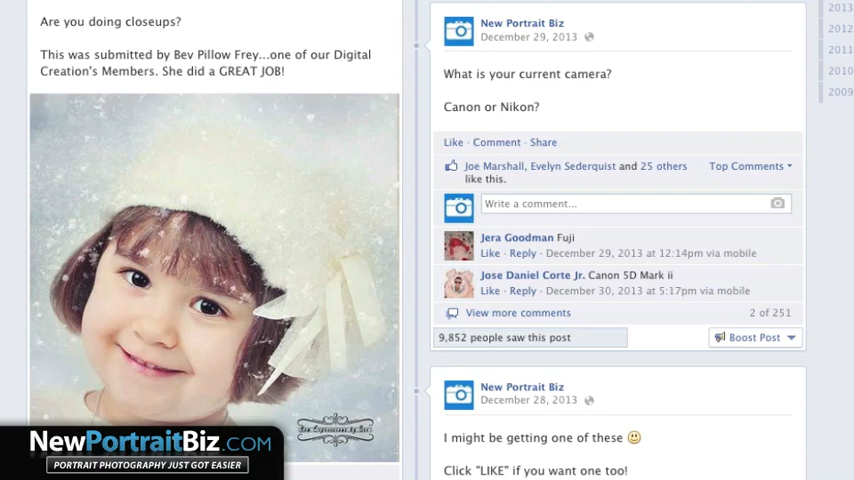 Are you doing closeups?
This was submitted by Bev Pillow Frey...one of our Digital
Creation's Members. She did a GREAT JOB!
NewPortraitBiz.COM
PORTRAIT PHOTOGRAPHY JUST GOT EASIER
New Portrait Biz
December 29, 2013
What is your current camera?
Canon or Nikon?
Like · Comment · Share
Joe Marshall, Evelyn Sederquist and 25 others
like this.
Top Comments
Write a comment...
Jera Goodman Fuji
Like · Reply · December 29, 2013 at 12:14pm via mobile
Jose Daniel Corte Jr. Canon 5D Mark ii
Like · Reply · December 30, 2013 at 5:17pm via mobile
View more comments
2 of 251
9,852 people saw this post
Boost Post
New Portrait Biz
December 28, 2013
I might be getting one of these
Click "LIKE" if you want one too!
2013
2012
2011
2010
2009